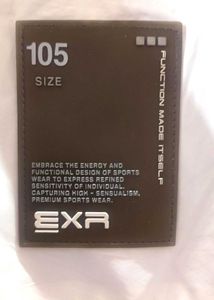 105
SIZE
FUNCTION MADE ITSELF
EMBRACE THE ENERGY AND
FUNCTIONAL DESIGN OF SPORTS
WEAR TO EXPRESS REFINED
SENSITIVITY OF INDIVIDUAL.
CAPTURING HIGH - SENSUALISM,
PREMIUM SPORTS WEAR.
EXR